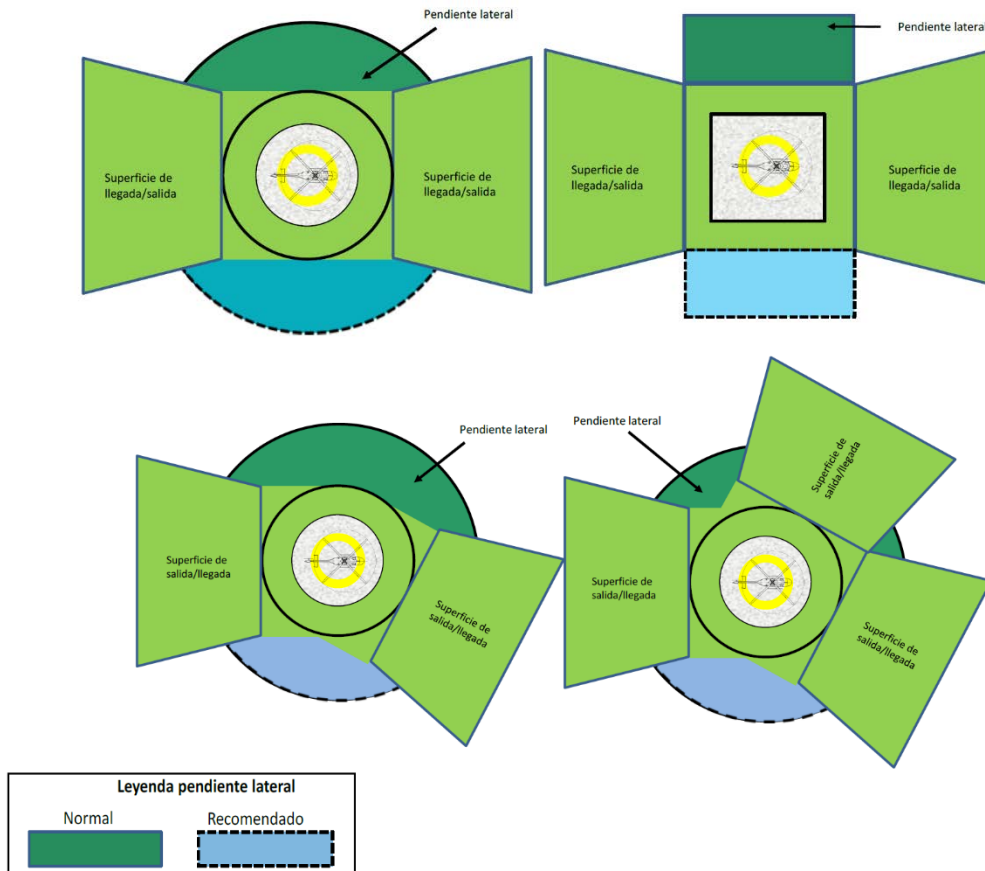 Pendiente lateral
Superficie de
llegada/salida
Superficie de
llegada/salida
Pendiente lateral
Superficie de
llegada/salida
Superficie de
llegada/salida
Pendiente lateral
Superficie de
salida/llegada
Superficie de
salida/llegada
Pendiente lateral
Superficie de
salida/llegada
Superficie de
salida/llegada
Superficie de
salida/llegada
Leyenda pendiente lateral
Normal
Recomendado